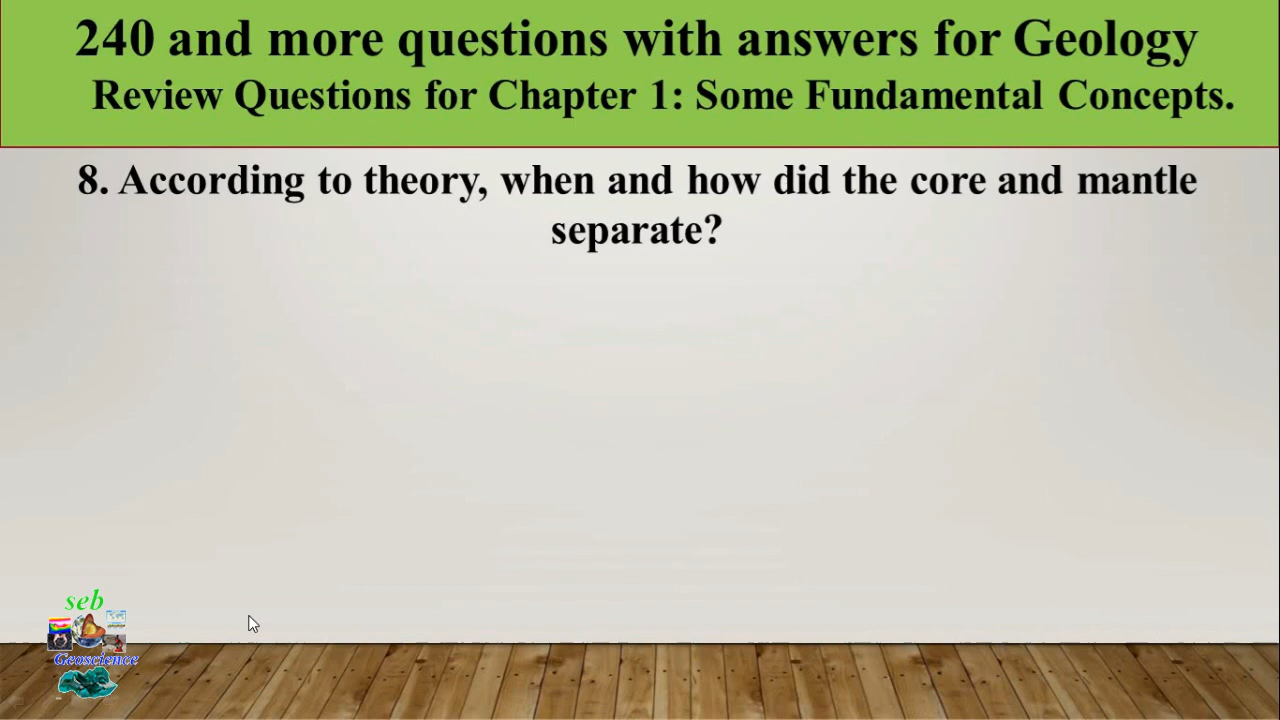 240 and more questions with answers for Geology
Review Questions for Chapter 1: Some Fundamental Concepts.
8. According to theory, when and how did the core and mantle
separate?
seb
Geoscience